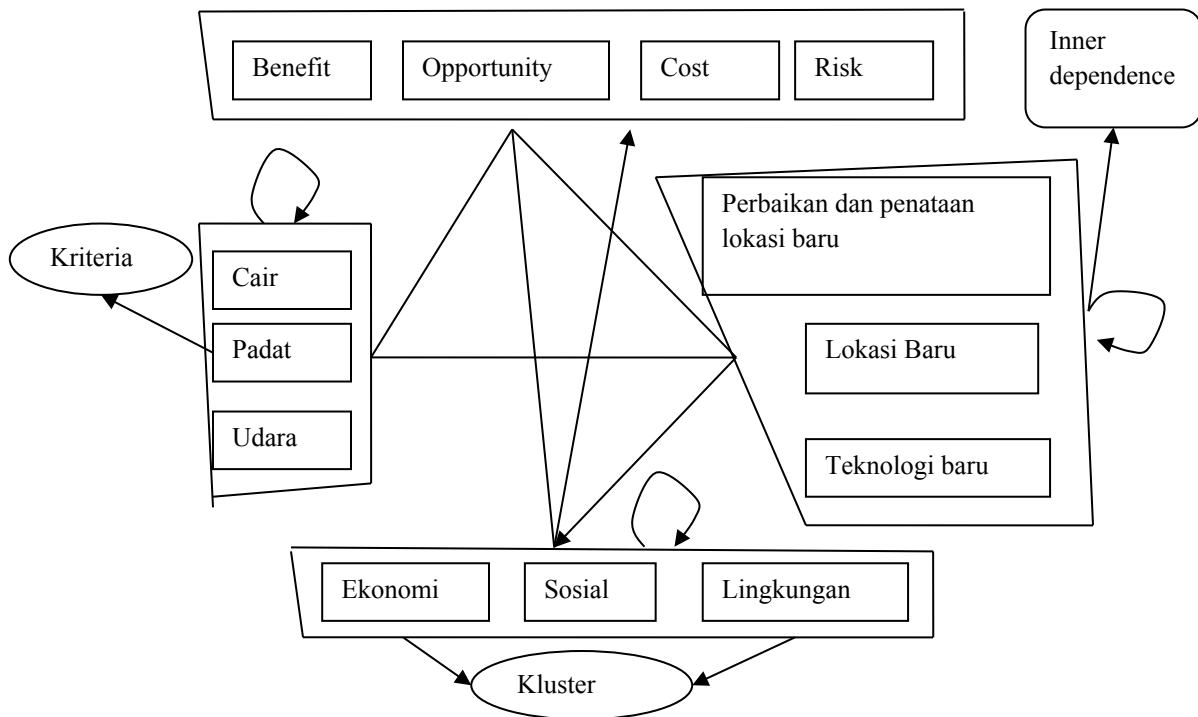 Benefit
Opportunity
Cost
Risk
Inner
dependence
Perbaikan dan penataan
lokasi baru
Kriteria
Cair
Padat
Udara
Lokasi Baru
Teknologi baru
Ekonomi
Sosial
Lingkungan
Kluster